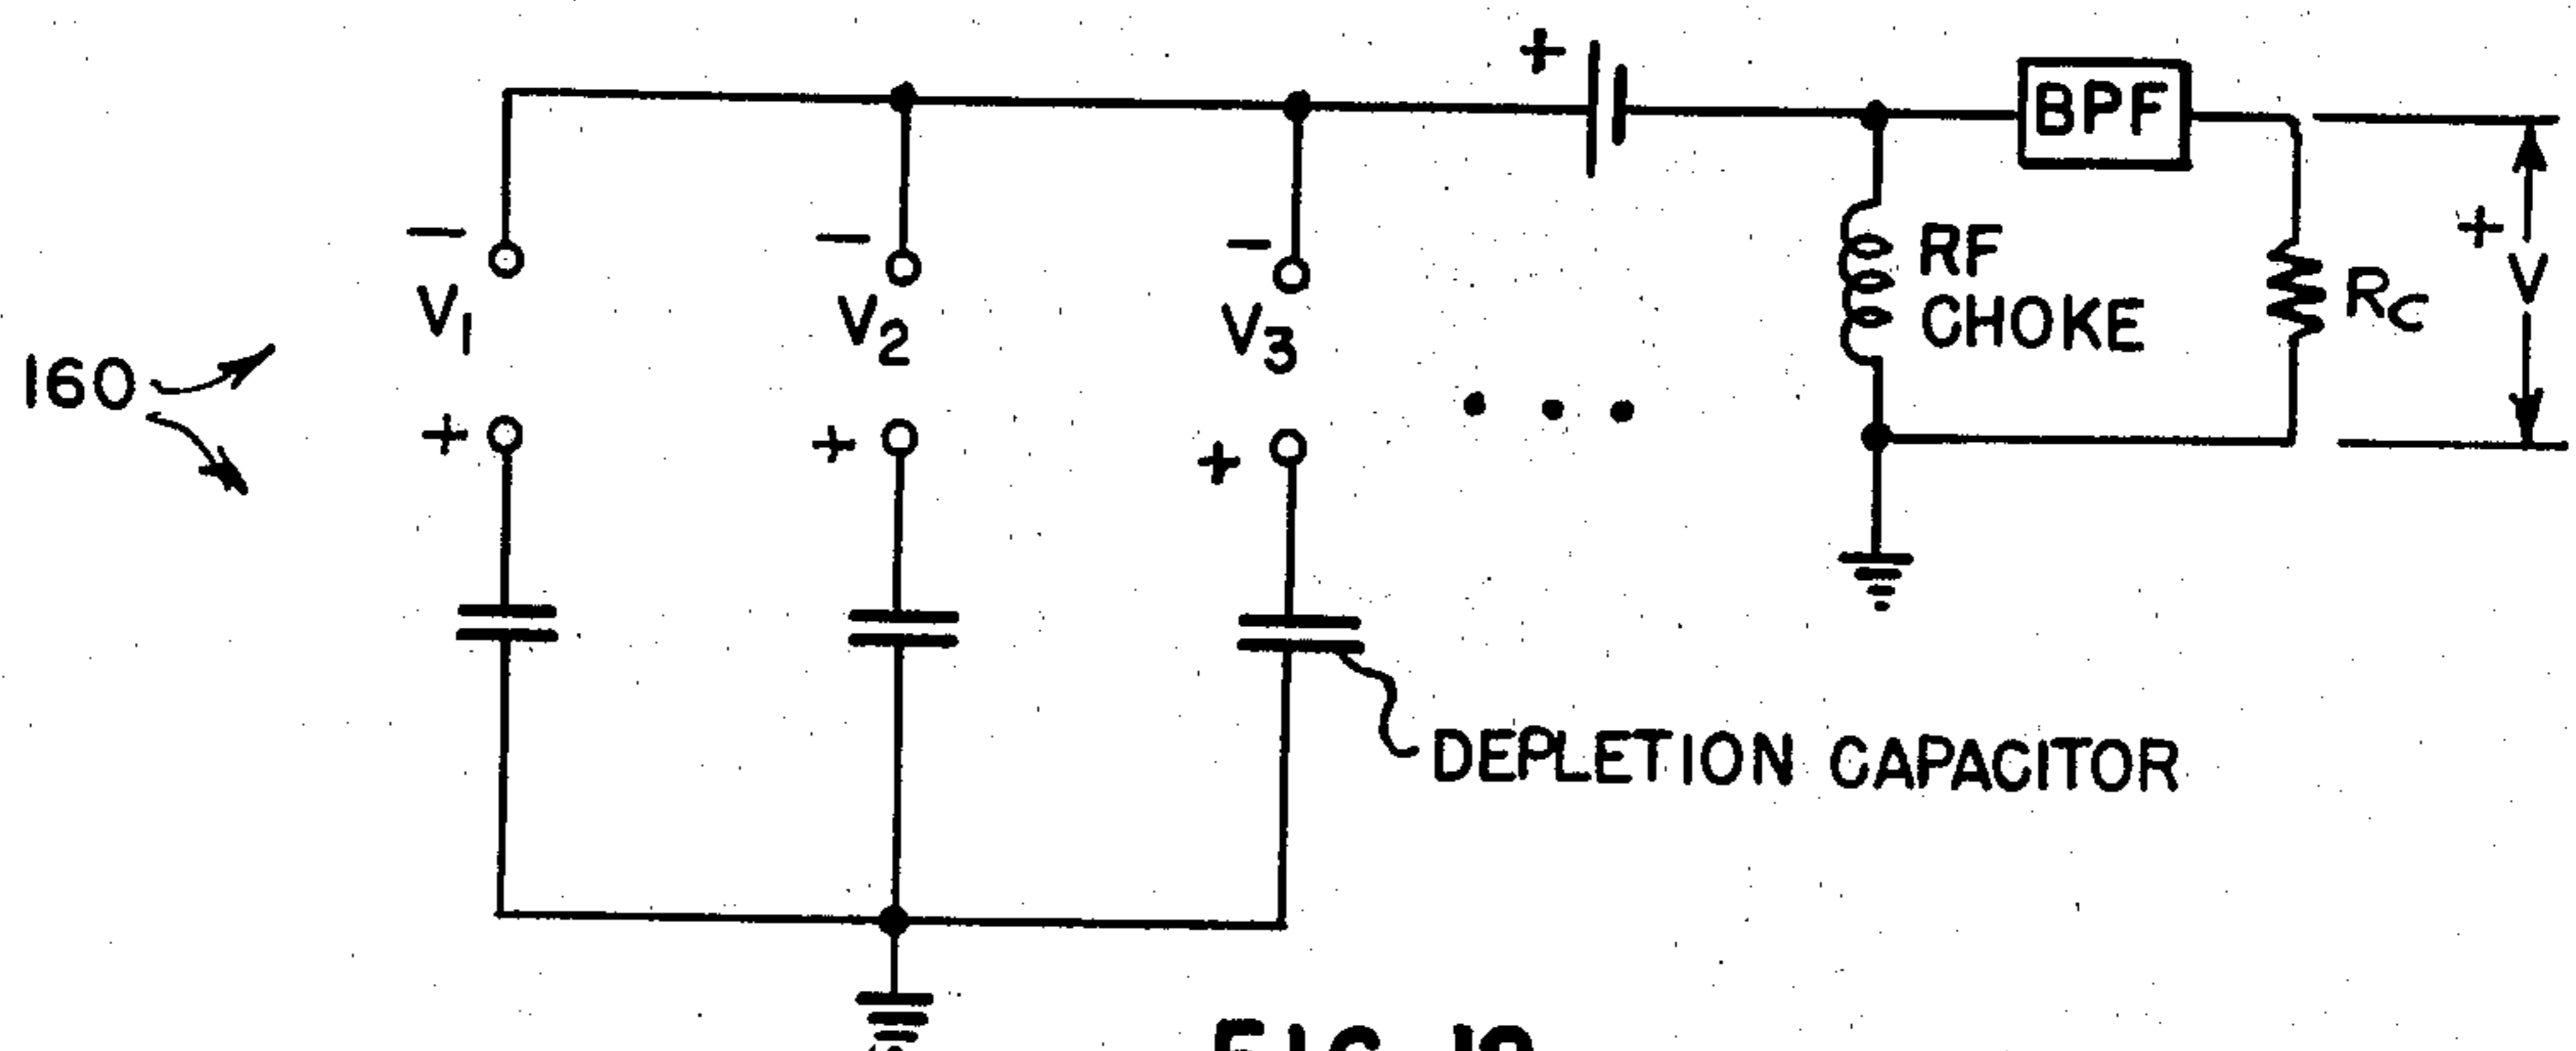 +
BPF
− − −
V1 V2 V3
RF
CHOKE
RC
+
V
160
+ + +
DEPLETION CAPACITOR